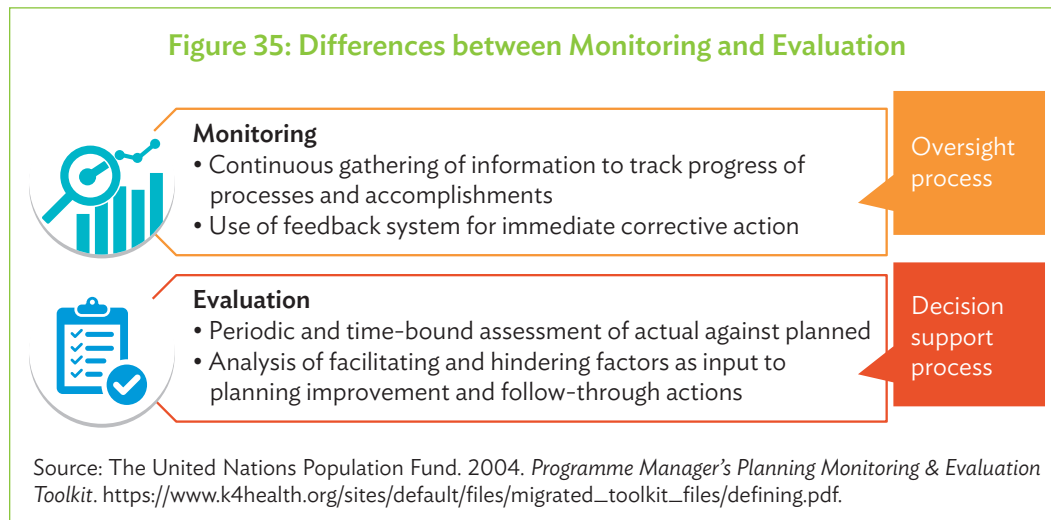 Figure 35: Differences between Monitoring and Evaluation
Monitoring
• Continuous gathering of information to track progress of
processes and accomplishments
• Use of feedback system for immediate corrective action
Oversight
process
Evaluation
• Periodic and time-bound assessment of actual against planned
• Analysis of facilitating and hindering factors as input to
planning improvement and follow-through actions
Decision
support
process
Source: The United Nations Population Fund. 2004. Programme Manager's Planning Monitoring & Evaluation
Toolkit. https://www.k4health.org/sites/default/files/migrated_toolkit_files/defining.pdf.